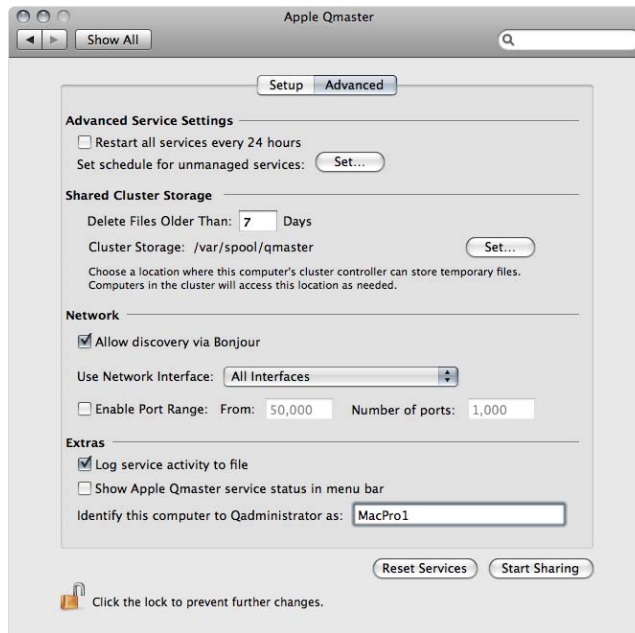 Apple Qmaster
Show All
Setup Advanced
Advanced Service Settings
Restart all services every 24 hours
Set schedule for unmanaged services: Set...
Shared Cluster Storage
Delete Files Older Than: 7 Days
Cluster Storage: /var/spool/qmaster Set...
Choose a location where this computer's cluster controller can store temporary files.
Computers in the cluster will access this location as needed.
Network
Allow discovery via Bonjour
Use Network Interface: All Interfaces
Enable Port Range: From: 50,000 Number of ports: 1,000
Extras
Log service activity to file
Show Apple Qmaster service status in menu bar
Identify this computer to Qadministrator as: MacPro1
Reset Services Start Sharing
Click the lock to prevent further changes.